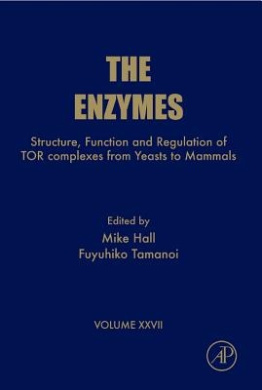 THE
ENZYMES
Structure, Function and Regulation of
TOR complexes from Yeasts to Mammals
Edited by
Mike Hall
Fuyuhiko Tamanoi
VOLUME XXVII
AP